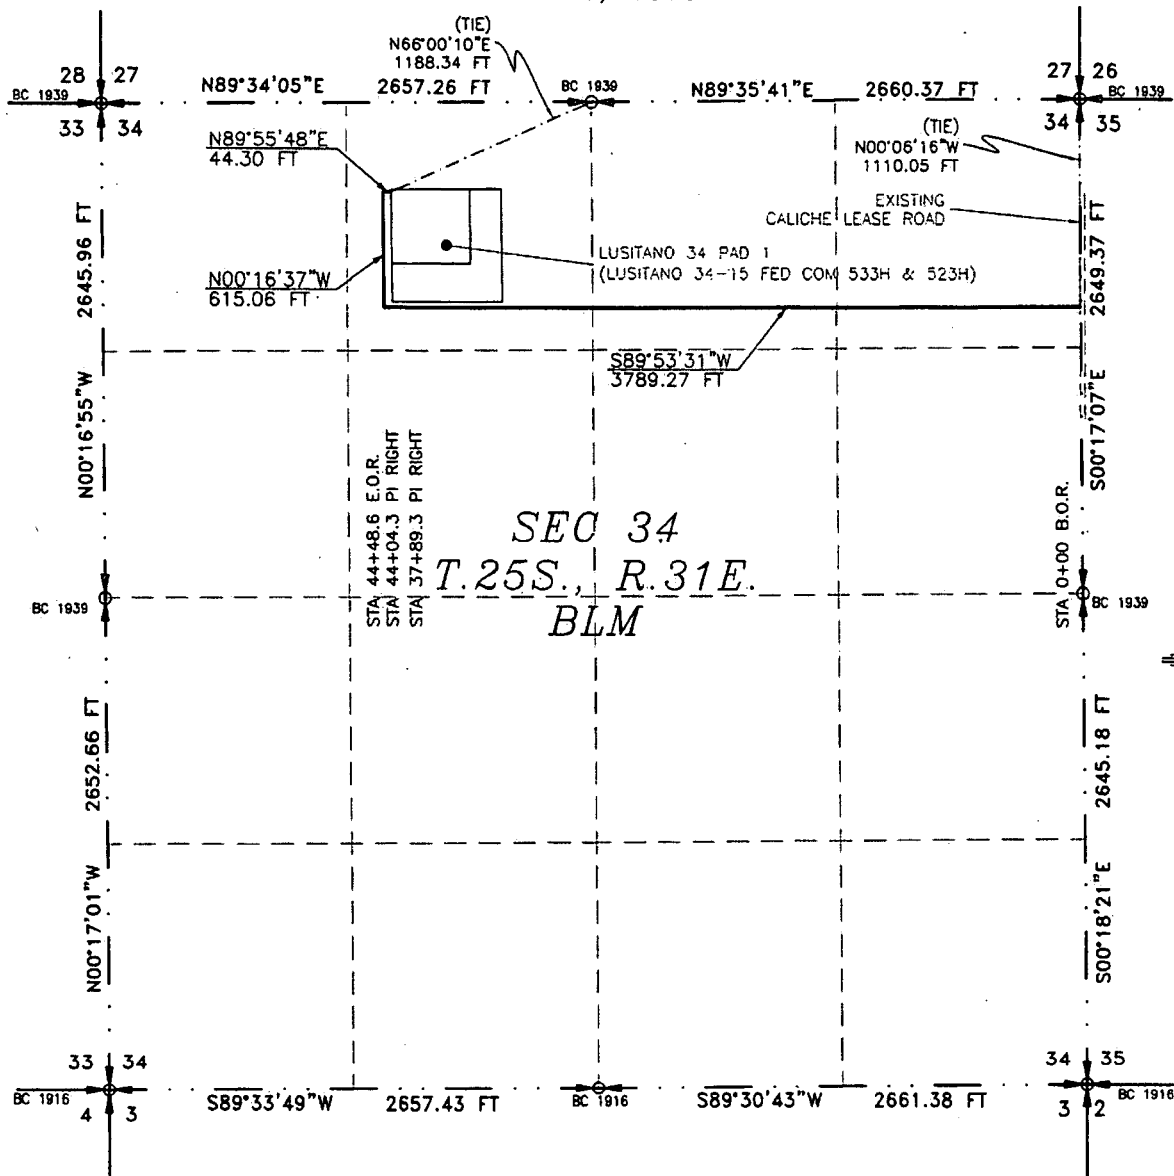 (TIE)
N66°00'10"E
1188.34 FT
28 27
BC 1939
33 34
N89°34'05"E 2657.26 FT
BC 1939
N89°35'41"E 2660.37 FT
27 26
BC 1939
34 35
(TIE)
N00°06'16"W
1110.05 FT
N89°55'48"E
44.30 FT
EXISTING
CALICHE LEASE ROAD
LUSITANO 34 PAD 1
(LUSITANO 34-15 FED COM 533H & 523H)
N00°16'37"W
615.06 FT
2645.96 FT
2649.37 FT
S89°53'31"W
3789.27 FT
N00°16'55"W
S00°17'07"E
STA 44+48.6 E.O.R.
STA 44+04.3 PI RIGHT
STA 37+89.3 PI RIGHT
STA 0+00 B.O.R.
SEC 34
T.25S., R.31E.
BLM
BC 1939
BC 1939
2652.66 FT
2645.18 FT
N00°17'01"W
S00°18'21"E
33 34
BC 1916
4 3
S89°33'49"W 2657.43 FT
BC 1916
S89°30'43"W 2661.38 FT
34 35
BC 1916
3 2